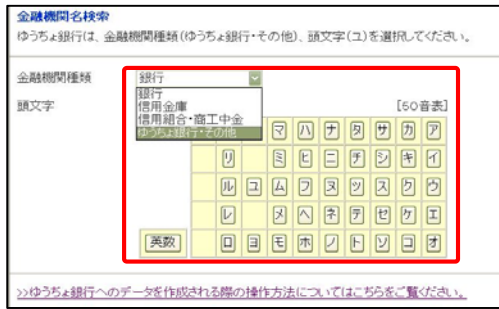 金融機関名検索
ゆうちょ銀行は、金融機関種類(ゆうちょ銀行・その他)、頭文字(ユ)を選択してください。
金融機関種類 銀行
銀行
信用金庫
信用組合・商工中金
ゆうちょ銀行・その他
頭文字 [50音表]
マ ハ ナ タ サ カ ア
リ ミ ヒ ニ チ シ キ イ
ル ユ ム フ ヌ ツ ス ク ウ
レ メ ヘ ネ テ セ ケ エ
英数 ロ ヨ モ ホ ノ ト ソ コ オ
>>ゆうちょ銀行へのデータを作成される際の操作方法についてはこちらをご覧ください。